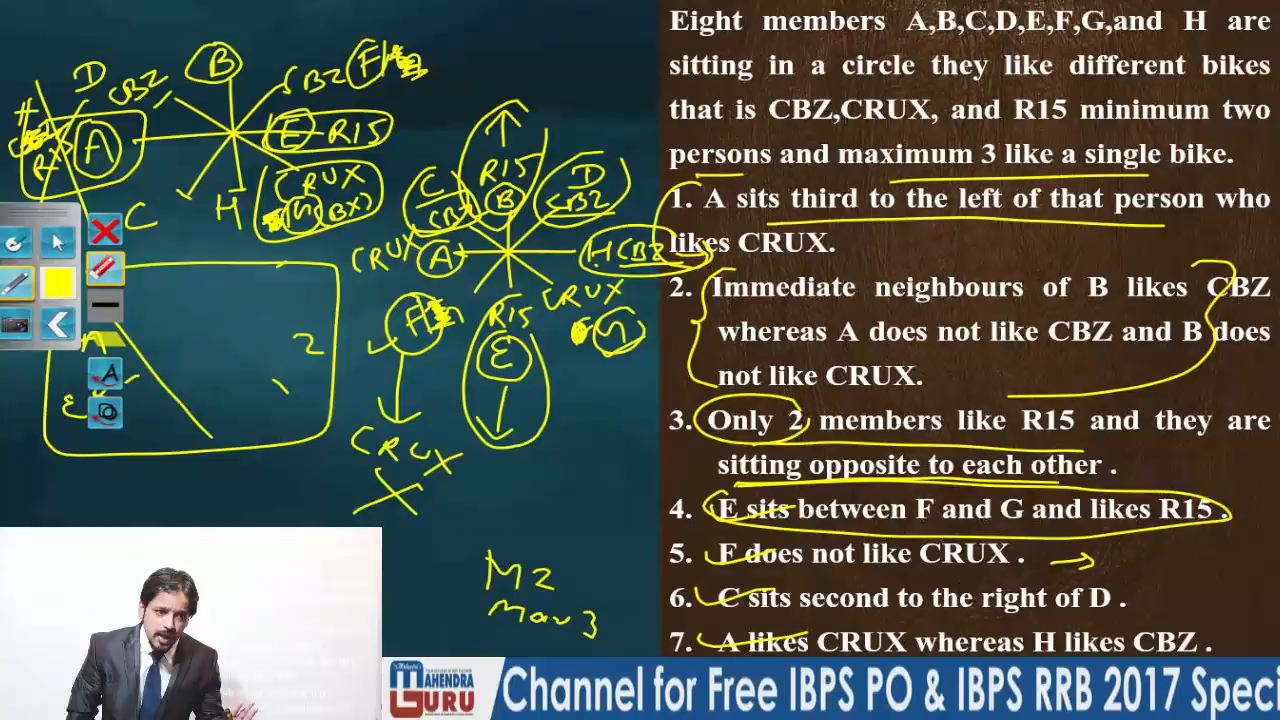 Eight members A,B,C,D,E,F,G,and H are
sitting in a circle they like different bikes
that is CBZ,CRUX, and R15 minimum two
persons and maximum 3 like a single bike.
1. A sits third to the left of that person who
likes CRUX.
2. Immediate neighbours of B likes CBZ
whereas A does not like CBZ and B does
not like CRUX.
3. Only 2 members like R15 and they are
sitting opposite to each other .
4. E sits between F and G and likes R15 .
5. F does not like CRUX .
6. C sits second to the right of D .
7. A likes CRUX whereas H likes CBZ .
D
CBZ
B
A
E R15
CRUX
H
C
R15
B
C
CBZ
D
CRUX
A
H CBZ
R15
E
CRUX
2
CRUX
M2
Max 3
MAHENDRA
GURU
Channel for Free IBPS PO & IBPS RRB 2017 Speci